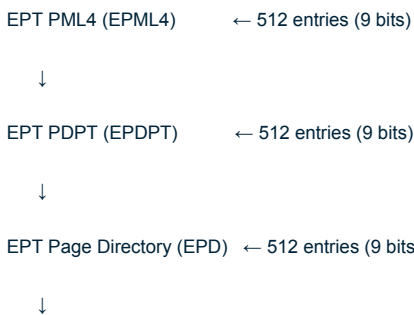 EPT PML4 (EPML4) ← 512 entries (9 bits)
↓
EPT PDPT (EPDPT) ← 512 entries (9 bits)
↓
EPT Page Directory (EPD) ← 512 entries (9 bits
↓